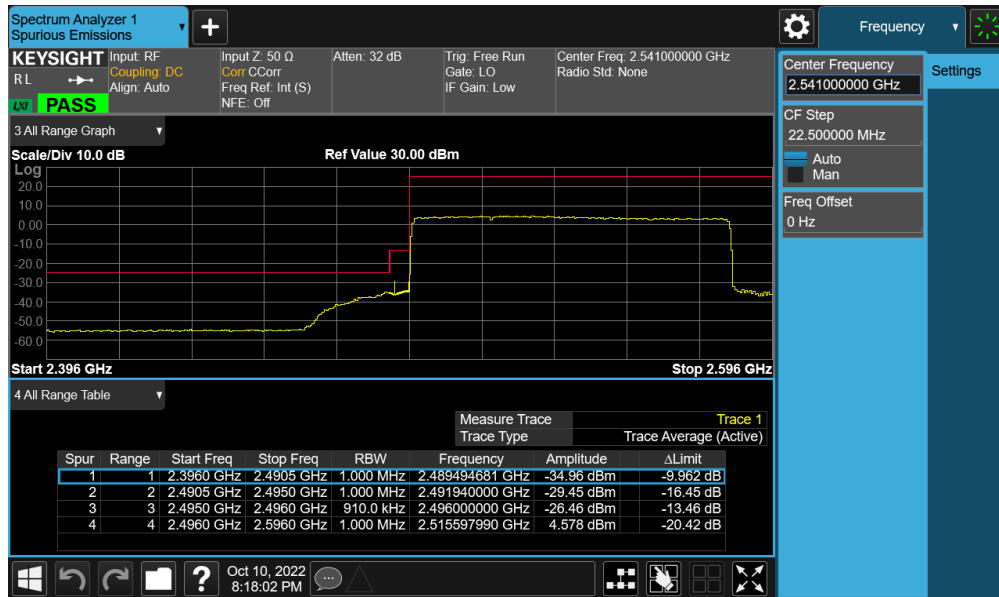 Spectrum Analyzer 1
Spurious Emissions
+
Frequency
KEYSIGHT
R L
LXI PASS
Input: RF
Coupling: DC
Align: Auto
Input Z: 50 Ω
Corr CCorr
Freq Ref: Int (S)
NFE: Off
Atten: 32 dB
Trig: Free Run
Gate: LO
IF Gain: Low
Center Freq: 2.541000000 GHz
Radio Std: None
Center Frequency
2.541000000 GHz
Settings
CF Step
22.500000 MHz
Auto
Man
Freq Offset
0 Hz
3 All Range Graph
Scale/Div 10.0 dB Ref Value 30.00 dBm
Log
20.0
10.0
0.00
-10.0
-20.0
-30.0
-40.0
-50.0
-60.0
Start 2.396 GHz Stop 2.596 GHz
4 All Range Table
Measure Trace Trace 1
Trace Type Trace Average (Active)
Spur Range Start Freq Stop Freq RBW Frequency Amplitude ΔLimit
1 1 2.3960 GHz 2.4905 GHz 1.000 MHz 2.489494681 GHz -34.96 dBm -9.962 dB
2 2 2.4905 GHz 2.4950 GHz 1.000 MHz 2.491940000 GHz -29.45 dBm -16.45 dB
3 3 2.4950 GHz 2.4960 GHz 910.0 kHz 2.496000000 GHz -26.46 dBm -13.46 dB
4 4 2.4960 GHz 2.5960 GHz 1.000 MHz 2.515597990 GHz 4.578 dBm -20.42 dB
?
Oct 10, 2022
8:18:02 PM